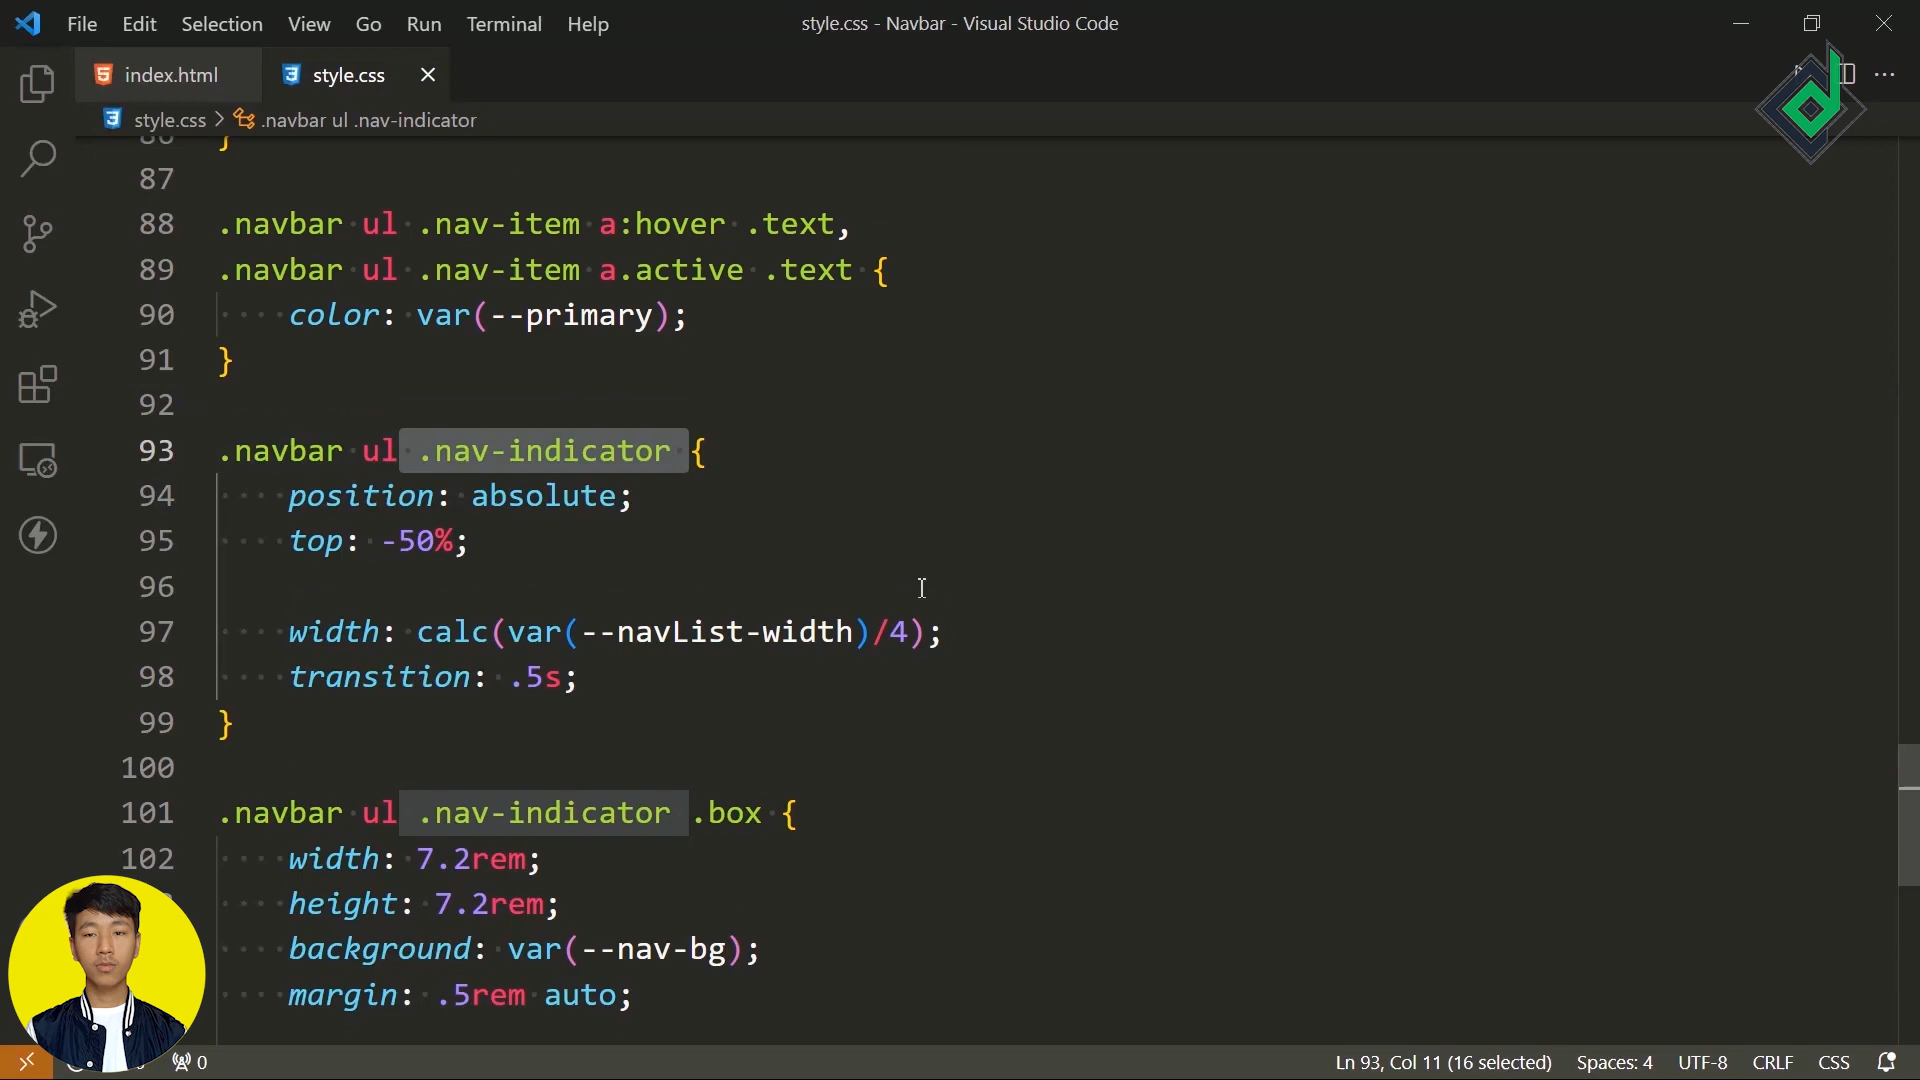 File Edit Selection View Go Run Terminal Help style.css - Navbar - Visual Studio Code
index.html style.css
style.css > .navbar ul .nav-indicator
86 }
87
88 .navbar ul .nav-item a:hover .text,
89 .navbar ul .nav-item a.active .text {
90 color: var(--primary);
91 }
92
93 .navbar ul .nav-indicator {
94 position: absolute;
95 top: -50%;
96
97 width: calc(var(--navList-width)/4);
98 transition: .5s;
99 }
100
101 .navbar ul .nav-indicator .box {
102 width: 7.2rem;
height: 7.2rem;
background: var(--nav-bg);
margin: .5rem auto;
0 Ln 93, Col 11 (16 selected) Spaces: 4 UTF-8 CRLF CSS